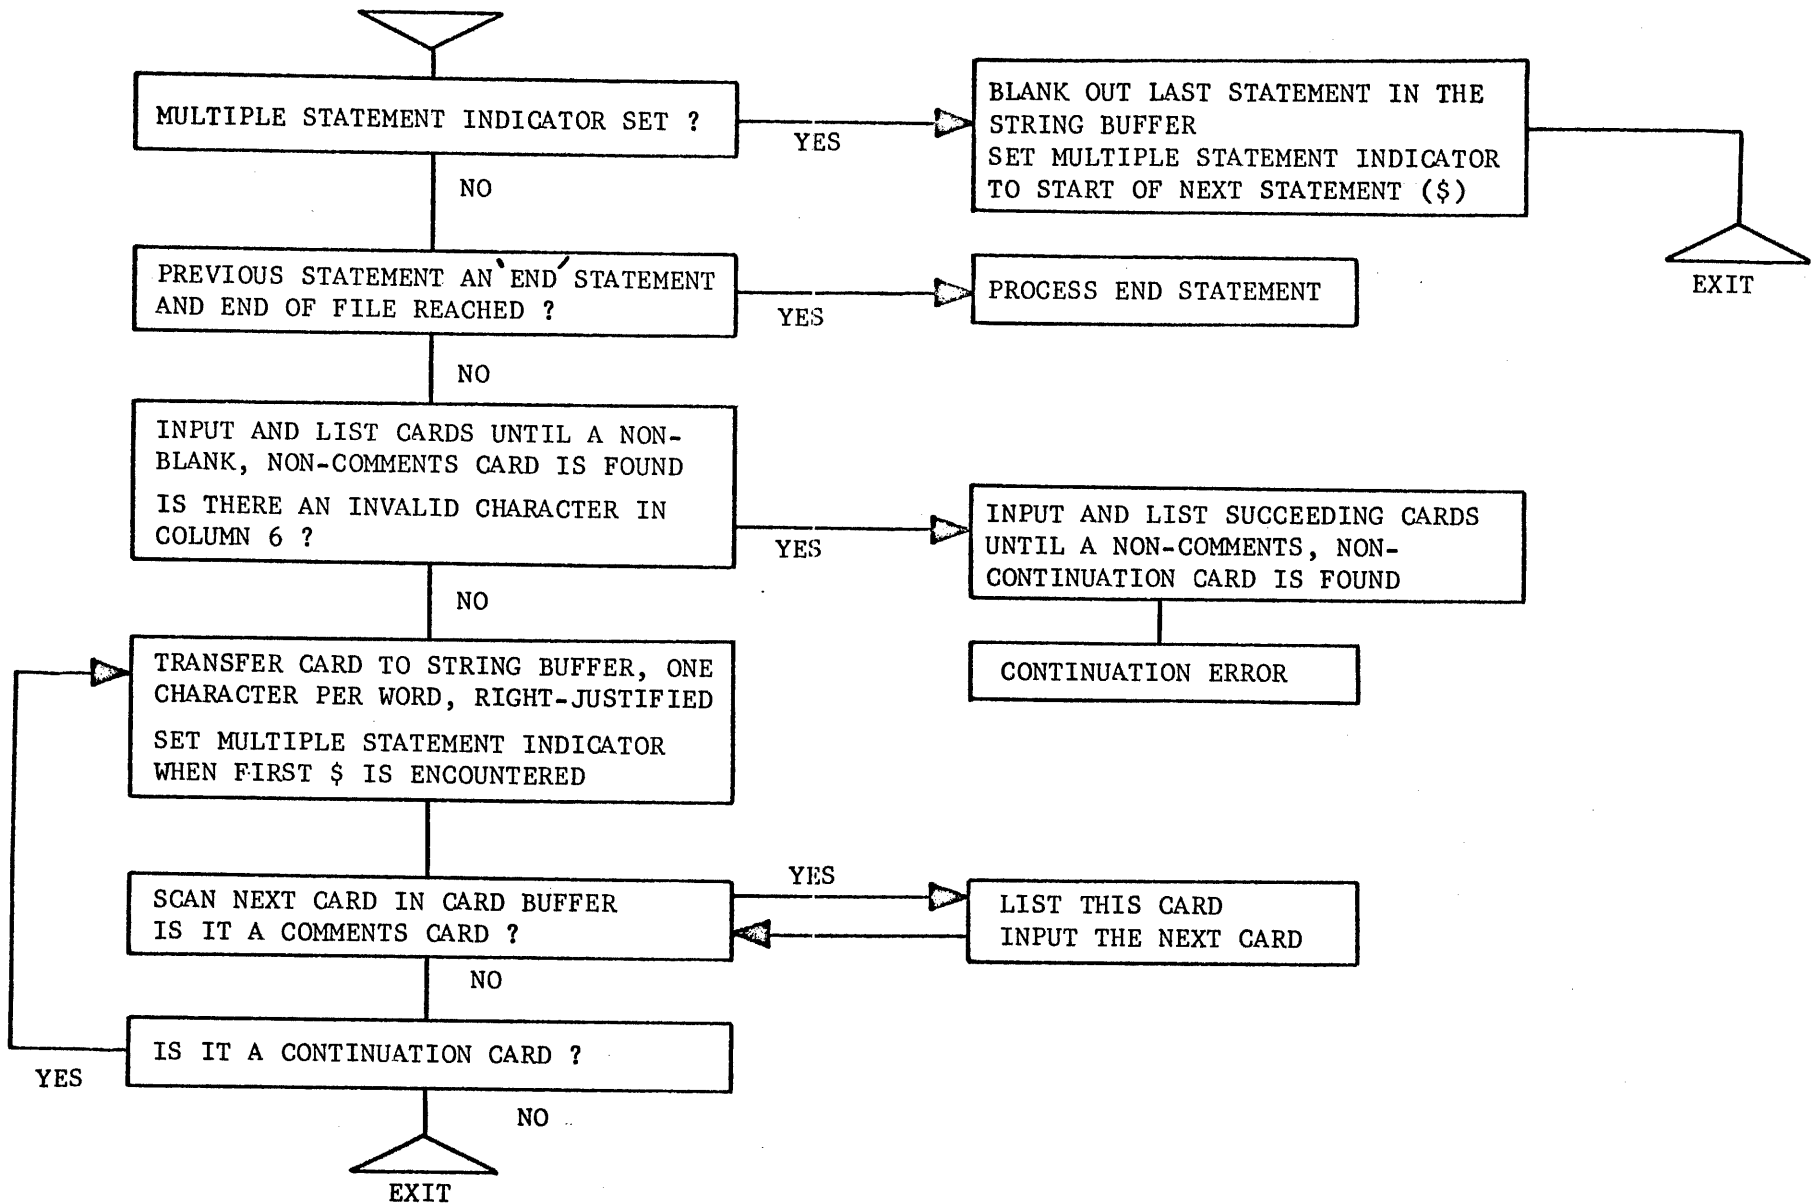 MULTIPLE STATEMENT INDICATOR SET ?
YES
BLANK OUT LAST STATEMENT IN THE
STRING BUFFER
SET MULTIPLE STATEMENT INDICATOR
TO START OF NEXT STATEMENT ($)
EXIT
NO
PREVIOUS STATEMENT AN 'END' STATEMENT
AND END OF FILE REACHED ?
YES
PROCESS END STATEMENT
NO
INPUT AND LIST CARDS UNTIL A NON-
BLANK, NON-COMMENTS CARD IS FOUND
IS THERE AN INVALID CHARACTER IN
COLUMN 6 ?
YES
INPUT AND LIST SUCCEEDING CARDS
UNTIL A NON-COMMENTS, NON-
CONTINUATION CARD IS FOUND
CONTINUATION ERROR
NO
TRANSFER CARD TO STRING BUFFER, ONE
CHARACTER PER WORD, RIGHT-JUSTIFIED
SET MULTIPLE STATEMENT INDICATOR
WHEN FIRST $ IS ENCOUNTERED
SCAN NEXT CARD IN CARD BUFFER
IS IT A COMMENTS CARD ?
YES
LIST THIS CARD
INPUT THE NEXT CARD
NO
IS IT A CONTINUATION CARD ?
YES
NO
EXIT